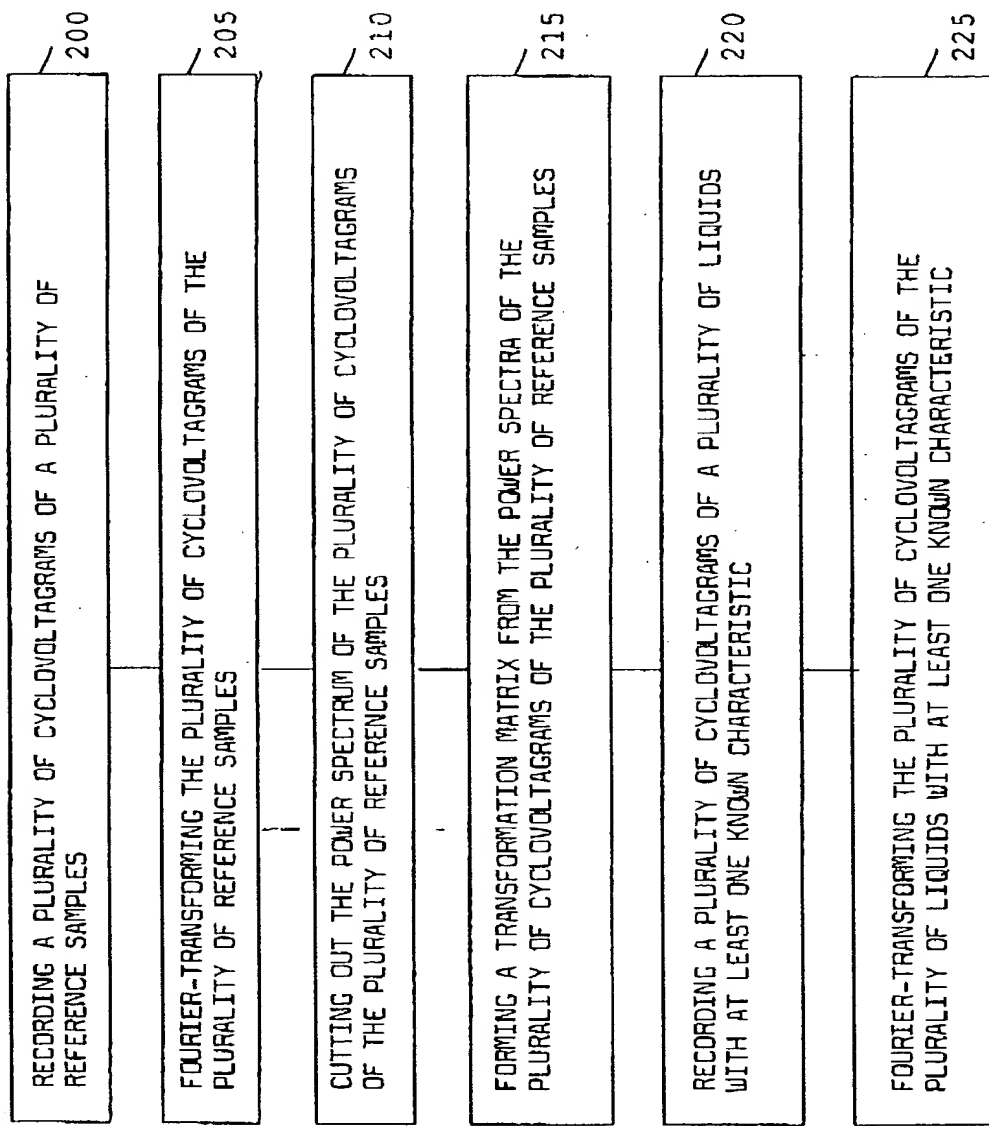 RECORDING A PLURALITY OF CYCLOVOLTAGRAMS OF A PLURALITY OF
REFERENCE SAMPLES
200
FOURIER-TRANSFORMING THE PLURALITY OF CYCLOVOLTAGRAMS OF THE
PLURALITY OF REFERENCE SAMPLES
205
CUTTING OUT THE POWER SPECTRUM OF THE PLURALITY OF CYCLOVOLTAGRAMS
OF THE PLURALITY OF REFERENCE SAMPLES
210
FORMING A TRANSFORMATION MATRIX FROM THE POWER SPECTRA OF THE
PLURALITY OF CYCLOVOLTAGRAMS OF THE PLURALITY OF REFERENCE SAMPLES
215
RECORDING A PLURALITY OF CYCLOVOLTAGRAMS OF A PLURALITY OF LIQUIDS
WITH AT LEAST ONE KNOWN CHARACTERISTIC
220
FOURIER-TRANSFORMING THE PLURALITY OF CYCLOVOLTAGRAMS OF THE
PLURALITY OF LIQUIDS WITH AT LEAST ONE KNOWN CHARACTERISTIC
225